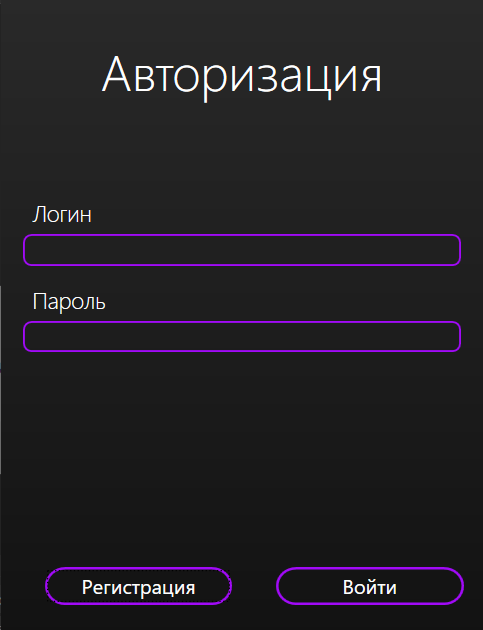 Авторизация
Логин
Пароль
Регистрация
Войти